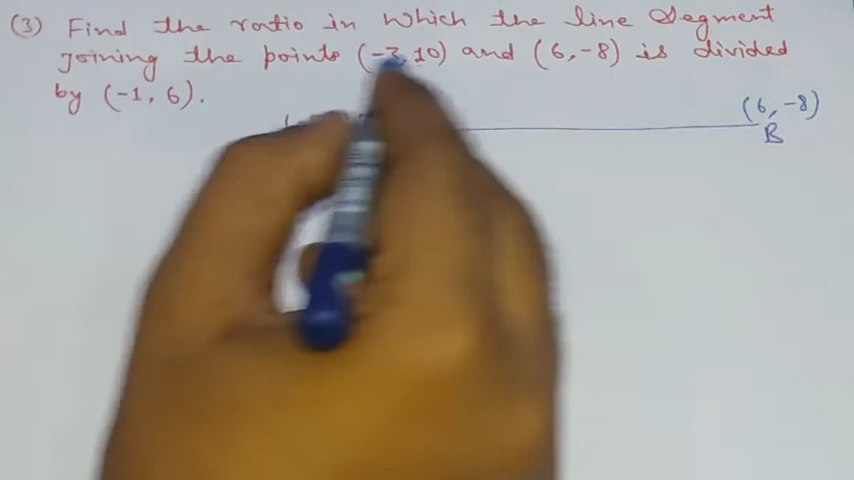 (3) Find the ratio in which the line segment
joining the points (-3, 10) and (6, -8) is divided
by (-1, 6).
(6, -8)
B